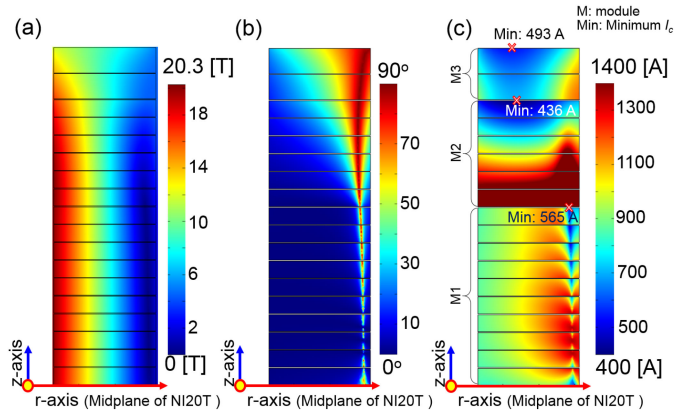 (a)
20.3 [T]
18
14
10
6
2
0 [T]
z-axis
r-axis (Midplane of NI20T )
(b)
90°
70
50
30
10
0°
z-axis
r-axis (Midplane of NI20T )
(c)
M: module
Min: Minimum I_c
Min: 493 A
M3
Min: 436 A
M2
Min: 565 A
M1
1400 [A]
1300
1100
900
700
500
400 [A]
z-axis
r-axis (Midplane of NI20T )